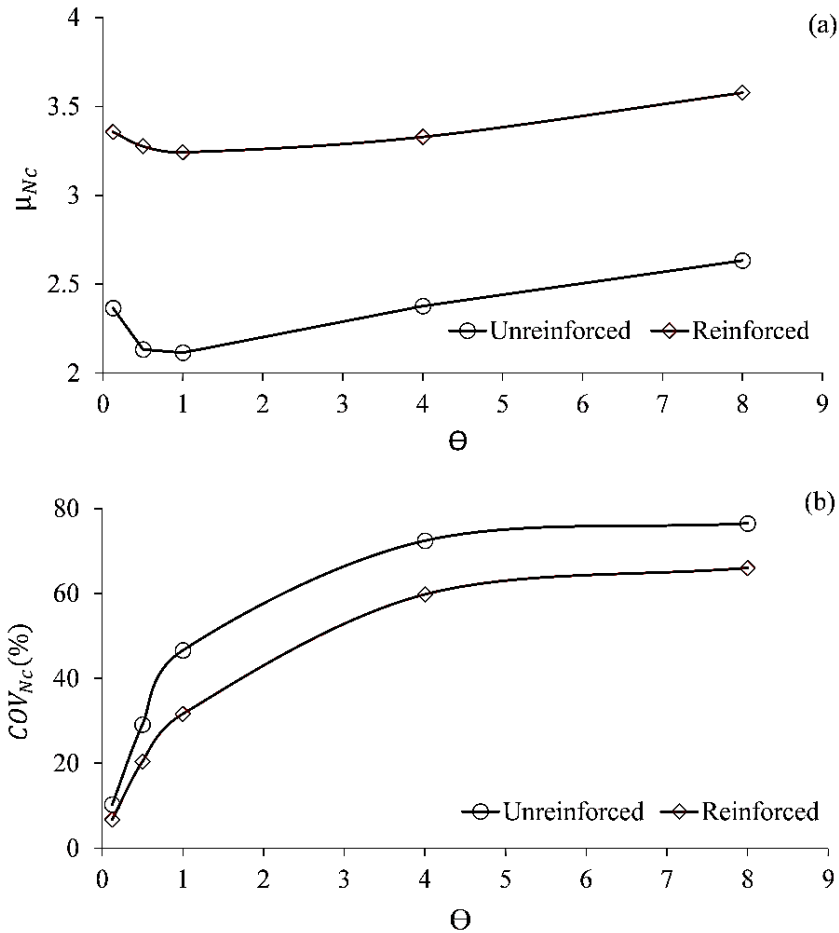 (a)
4
3.5
3
2.5
2
μNc
0 1 2 3 4 5 6 7 8 9
Unreinforced Reinforced
Θ
(b)
80
60
40
20
0
COVNc(%)
Unreinforced Reinforced
0 1 2 3 4 5 6 7 8 9
Θ